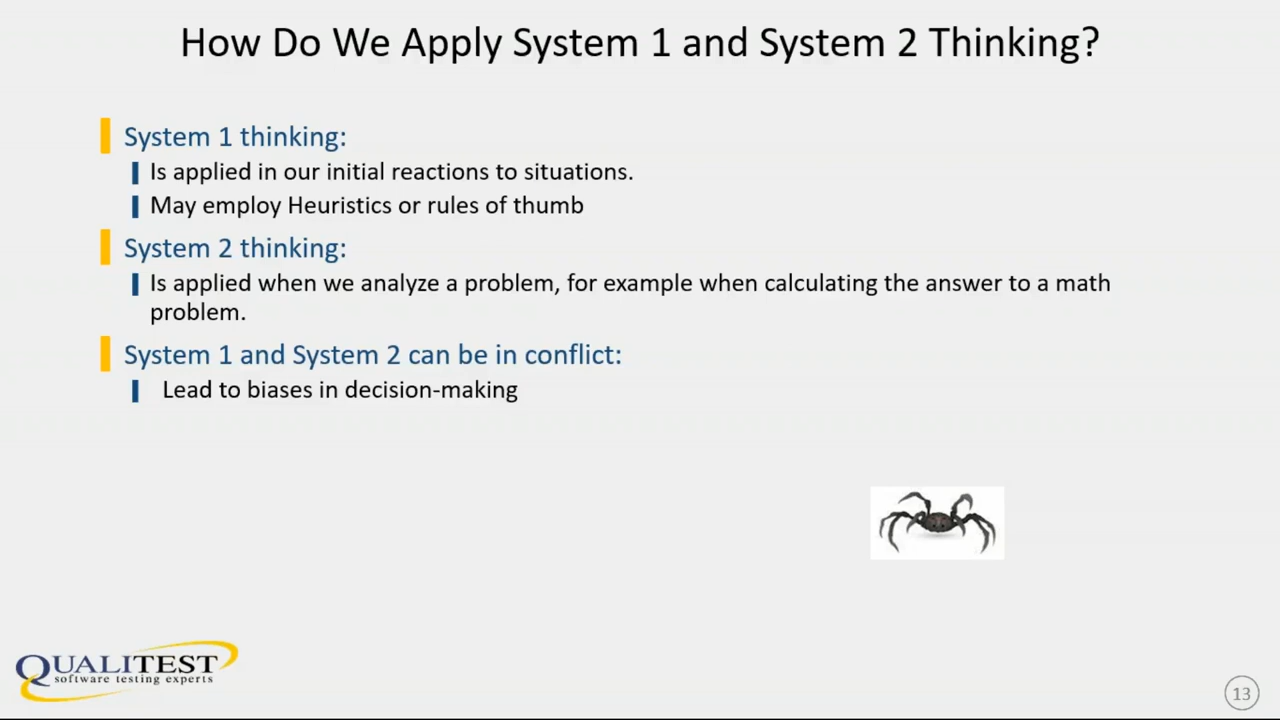 How Do We Apply System 1 and System 2 Thinking?
System 1 thinking:
Is applied in our initial reactions to situations.
May employ Heuristics or rules of thumb
System 2 thinking:
Is applied when we analyze a problem, for example when calculating the answer to a math
problem.
System 1 and System 2 can be in conflict:
Lead to biases in decision-making
QUALITEST
software testing experts
13